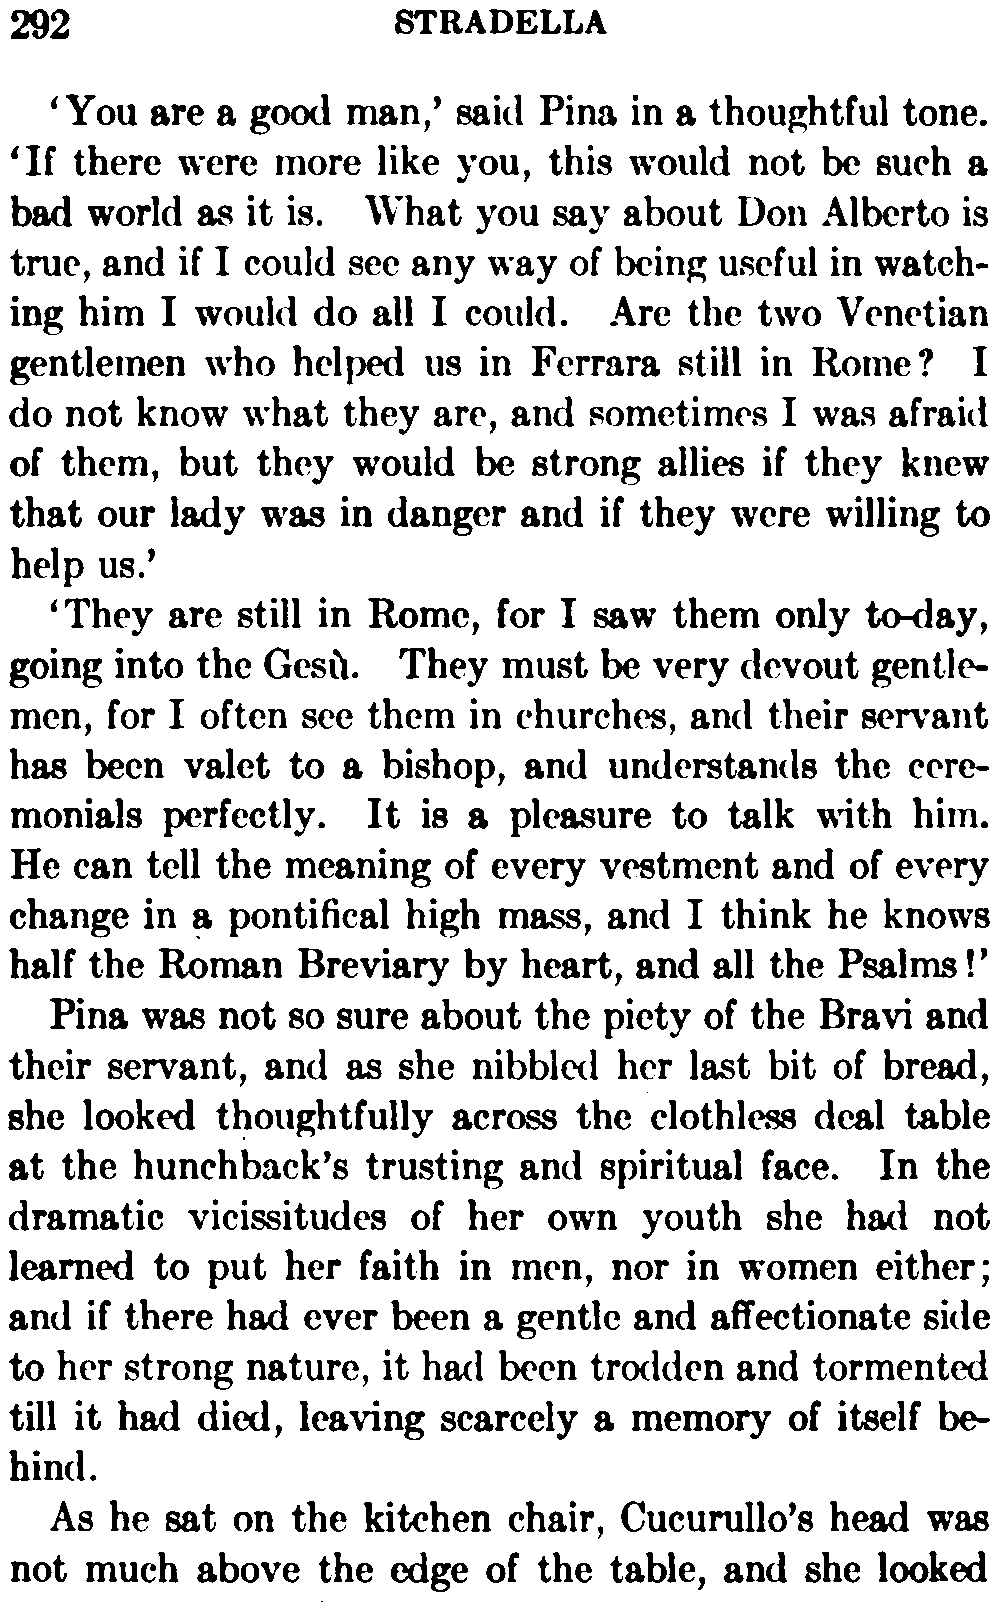 292 STRADELLA
‘You are a good man,’ said Pina in a thoughtful tone.
‘If there were more like you, this would not be such a
bad world as it is. What you say about Don Alberto is
true, and if I could see any way of being useful in watch-
ing him I would do all I could. Are the two Venetian
gentlemen who helped us in Ferrara still in Rome? I
do not know what they are, and sometimes I was afraid
of them, but they would be strong allies if they knew
that our lady was in danger and if they were willing to
help us.’
‘They are still in Rome, for I saw them only to-day,
going into the Gesù. They must be very devout gentle-
men, for I often see them in churches, and their servant
has been valet to a bishop, and understands the cere-
monials perfectly. It is a pleasure to talk with him.
He can tell the meaning of every vestment and of every
change in a pontifical high mass, and I think he knows
half the Roman Breviary by heart, and all the Psalms!’
Pina was not so sure about the piety of the Bravi and
their servant, and as she nibbled her last bit of bread,
she looked thoughtfully across the clothless deal table
at the hunchback's trusting and spiritual face. In the
dramatic vicissitudes of her own youth she had not
learned to put her faith in men, nor in women either;
and if there had ever been a gentle and affectionate side
to her strong nature, it had been trodden and tormented
till it had died, leaving scarcely a memory of itself be-
hind.
As he sat on the kitchen chair, Cucurullo's head was
not much above the edge of the table, and she looked